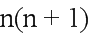 n(n + 1)